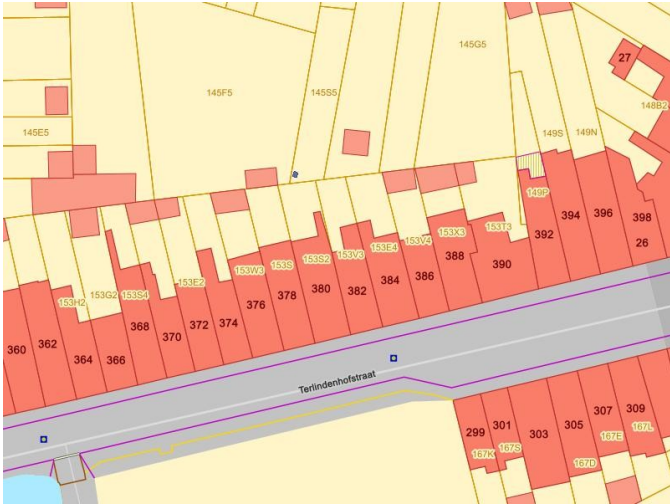 27
145G5
148B2
145F5
145S5
145E5
149S
149N
149P
394
396
398
26
392
153T3
390
153X3
388
153V4
386
153E4
384
153V3
382
153S2
380
153S
378
153W3
376
374
153E2
372
370
153S4
368
153G2
366
153H2
364
362
360
Terlindenhofstraat
299
301
303
305
307
309
167K
167S
167D
167E
167L